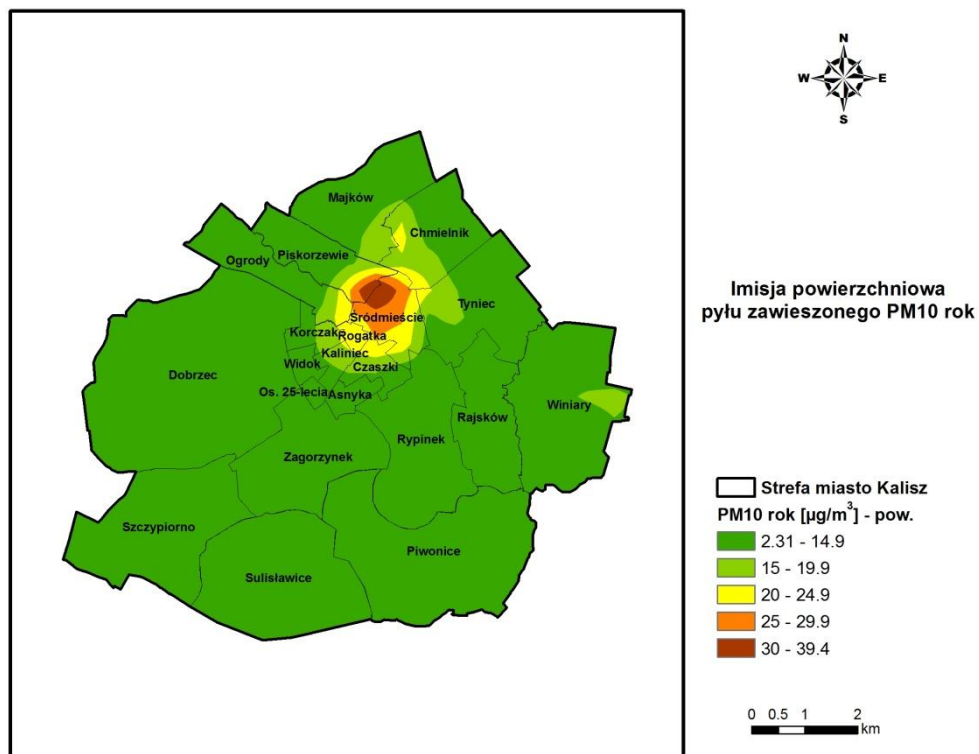 N
W E
S
Majków
Chmielnik
Piskorzewie
Ogrody
Tyniec
Śródmieście
Korczak
Rogatka
Kaliniec
Widok
Czaszki
Dobrzec
Os. 25-lecia
Asnyka
Winiary
Rajsków
Rypinek
Zagorzynek
Szczypiorno
Piwonice
Sulisławice
Imisja powierzchniowa
pyłu zawieszonego PM10 rok
Strefa miasto Kalisz
PM10 rok [µg/m³] - pow.
2.31 - 14.9
15 - 19.9
20 - 24.9
25 - 29.9
30 - 39.4
0 0.5 1 2
km